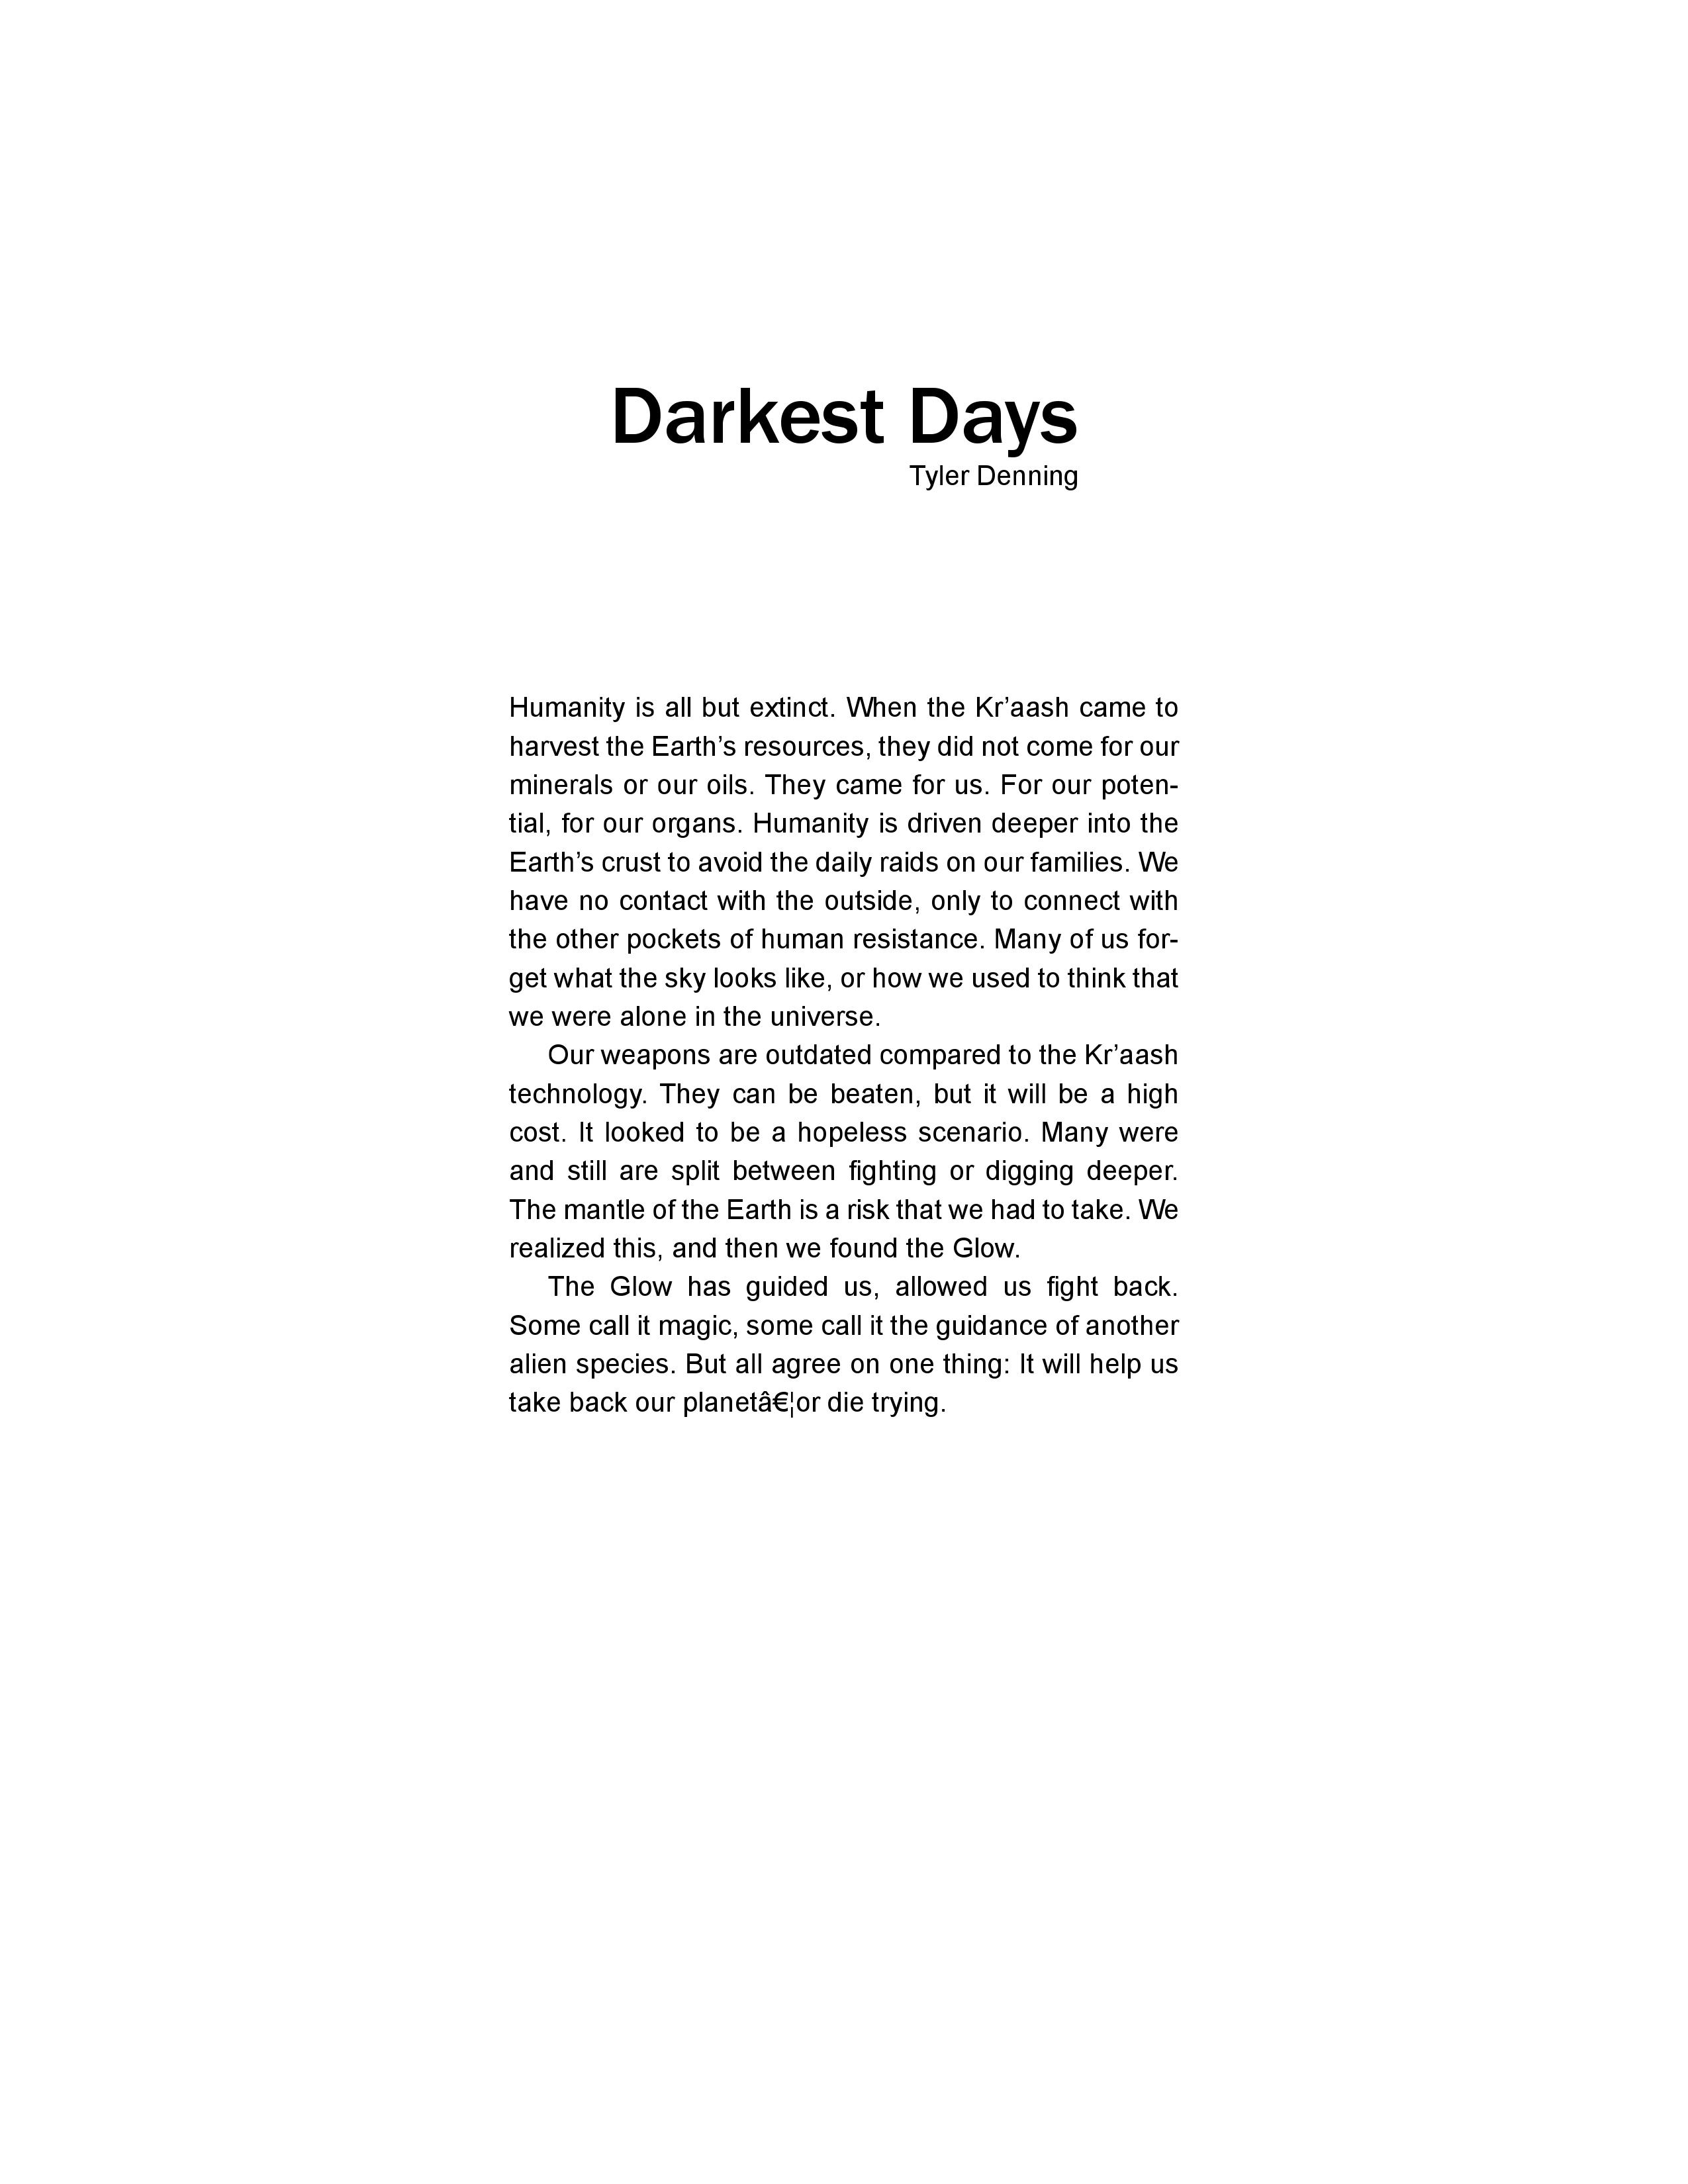 Darkest Days
Tyler Denning
Humanity is all but extinct. When the Kr’aash came to
harvest the Earth’s resources, they did not come for our
minerals or our oils. They came for us. For our poten-
tial, for our organs. Humanity is driven deeper into the
Earth’s crust to avoid the daily raids on our families. We
have no contact with the outside, only to connect with
the other pockets of human resistance. Many of us for-
get what the sky looks like, or how we used to think that
we were alone in the universe.
Our weapons are outdated compared to the Kr’aash
technology. They can be beaten, but it will be a high
cost. It looked to be a hopeless scenario. Many were
and still are split between fighting or digging deeper.
The mantle of the Earth is a risk that we had to take. We
realized this, and then we found the Glow.
The Glow has guided us, allowed us fight back.
Some call it magic, some call it the guidance of another
alien species. But all agree on one thing: It will help us
take back our planetâ€¦or die trying.